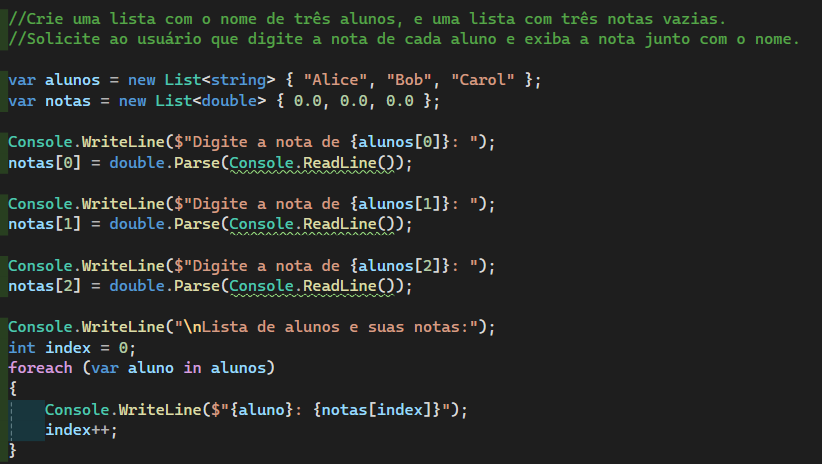 //Crie uma lista com o nome de três alunos, e uma lista com três notas vazias.
//Solicite ao usuário que digite a nota de cada aluno e exiba a nota junto com o nome.
var alunos = new List<string> { "Alice", "Bob", "Carol" };
var notas = new List<double> { 0.0, 0.0, 0.0 };
Console.WriteLine($"Digite a nota de {alunos[0]}: ");
notas[0] = double.Parse(Console.ReadLine());
Console.WriteLine($"Digite a nota de {alunos[1]}: ");
notas[1] = double.Parse(Console.ReadLine());
Console.WriteLine($"Digite a nota de {alunos[2]}: ");
notas[2] = double.Parse(Console.ReadLine());
Console.WriteLine("\nLista de alunos e suas notas:");
int index = 0;
foreach (var aluno in alunos)
{
    Console.WriteLine($"{aluno}: {notas[index]}");
    index++;
}